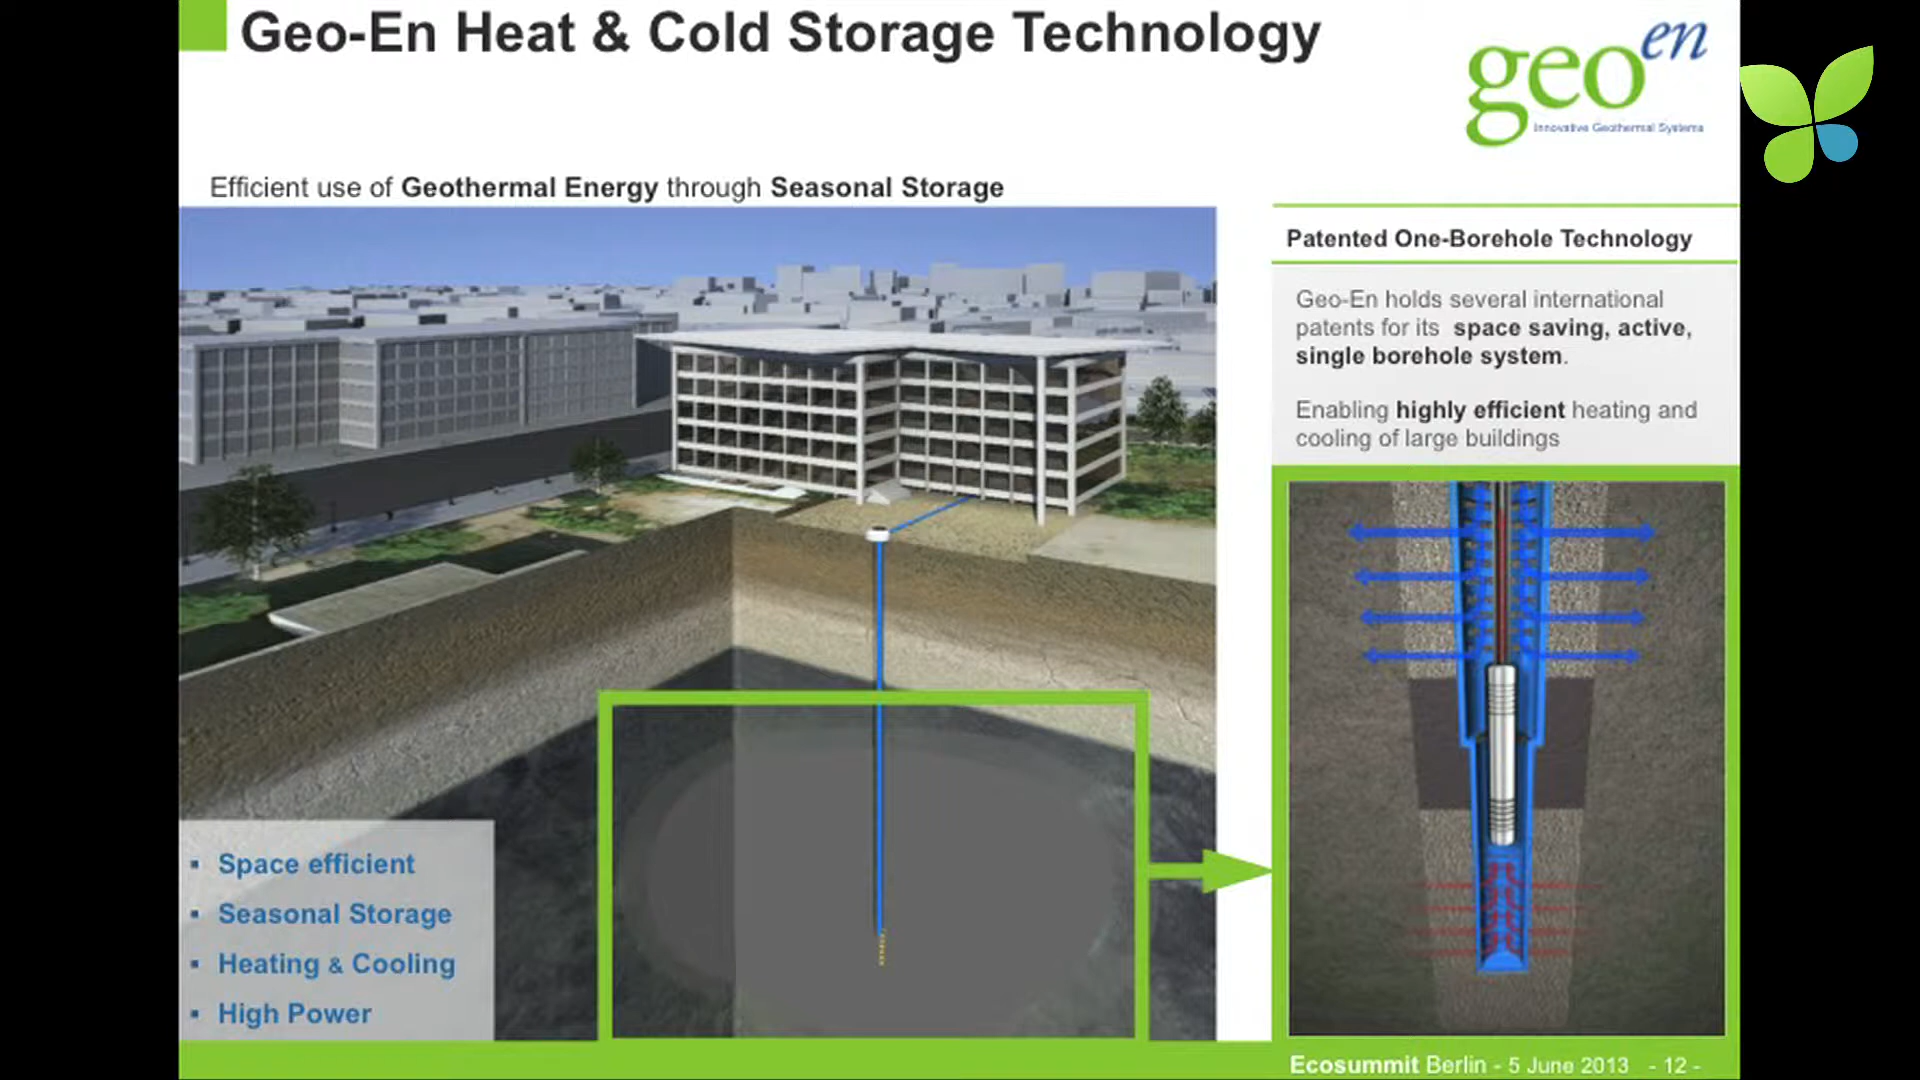 Geo-En Heat & Cold Storage Technology
geo en
Innovative Geothermal Systems
Efficient use of Geothermal Energy through Seasonal Storage
Patented One-Borehole Technology
Geo-En holds several international
patents for its space saving, active,
single borehole system.
Enabling highly efficient heating and
cooling of large buildings
▪ Space efficient
▪ Seasonal Storage
▪ Heating & Cooling
▪ High Power
Ecosummit Berlin - 5 June 2013 - 12 -